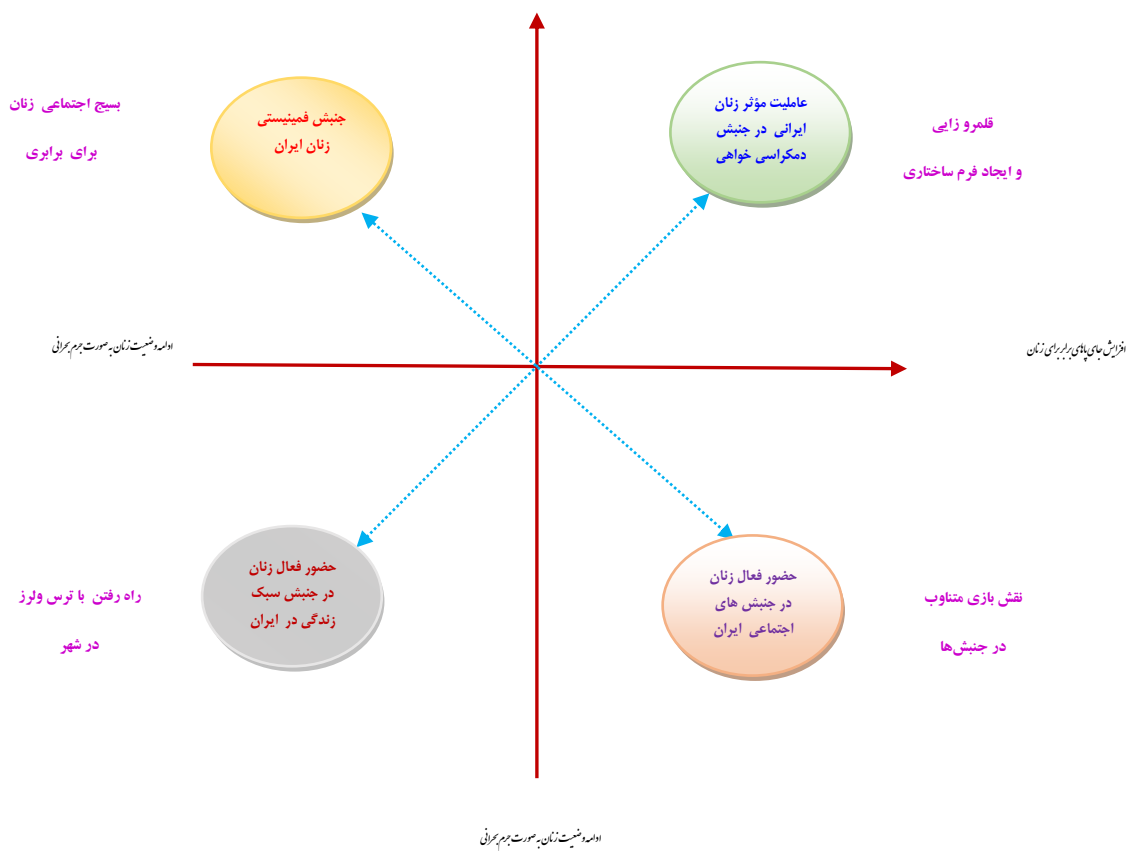 عاملیت مؤثر زنان
ایرانی در جنبش
دمکراسی خواهی
قلمرو زایی
و ایجاد فرم ساختاری
جنبش فمینیستی
زنان ایران
بسیج اجتماعی زنان
برای برابری
افزایش جای پاهای برابر برای زنان
ادامه وضعیت زنان به صورت جرم بحرانی
حضور فعال زنان
در جنبش های
اجتماعی ایران
نقش بازی متناوب
در جنبش‌ها
حضور فعال زنان
در جنبش سبک
زندگی در ایران
راه رفتن با ترس ولرز
در شهر
ادامه وضعیت زنان به صورت جرم بحرانی